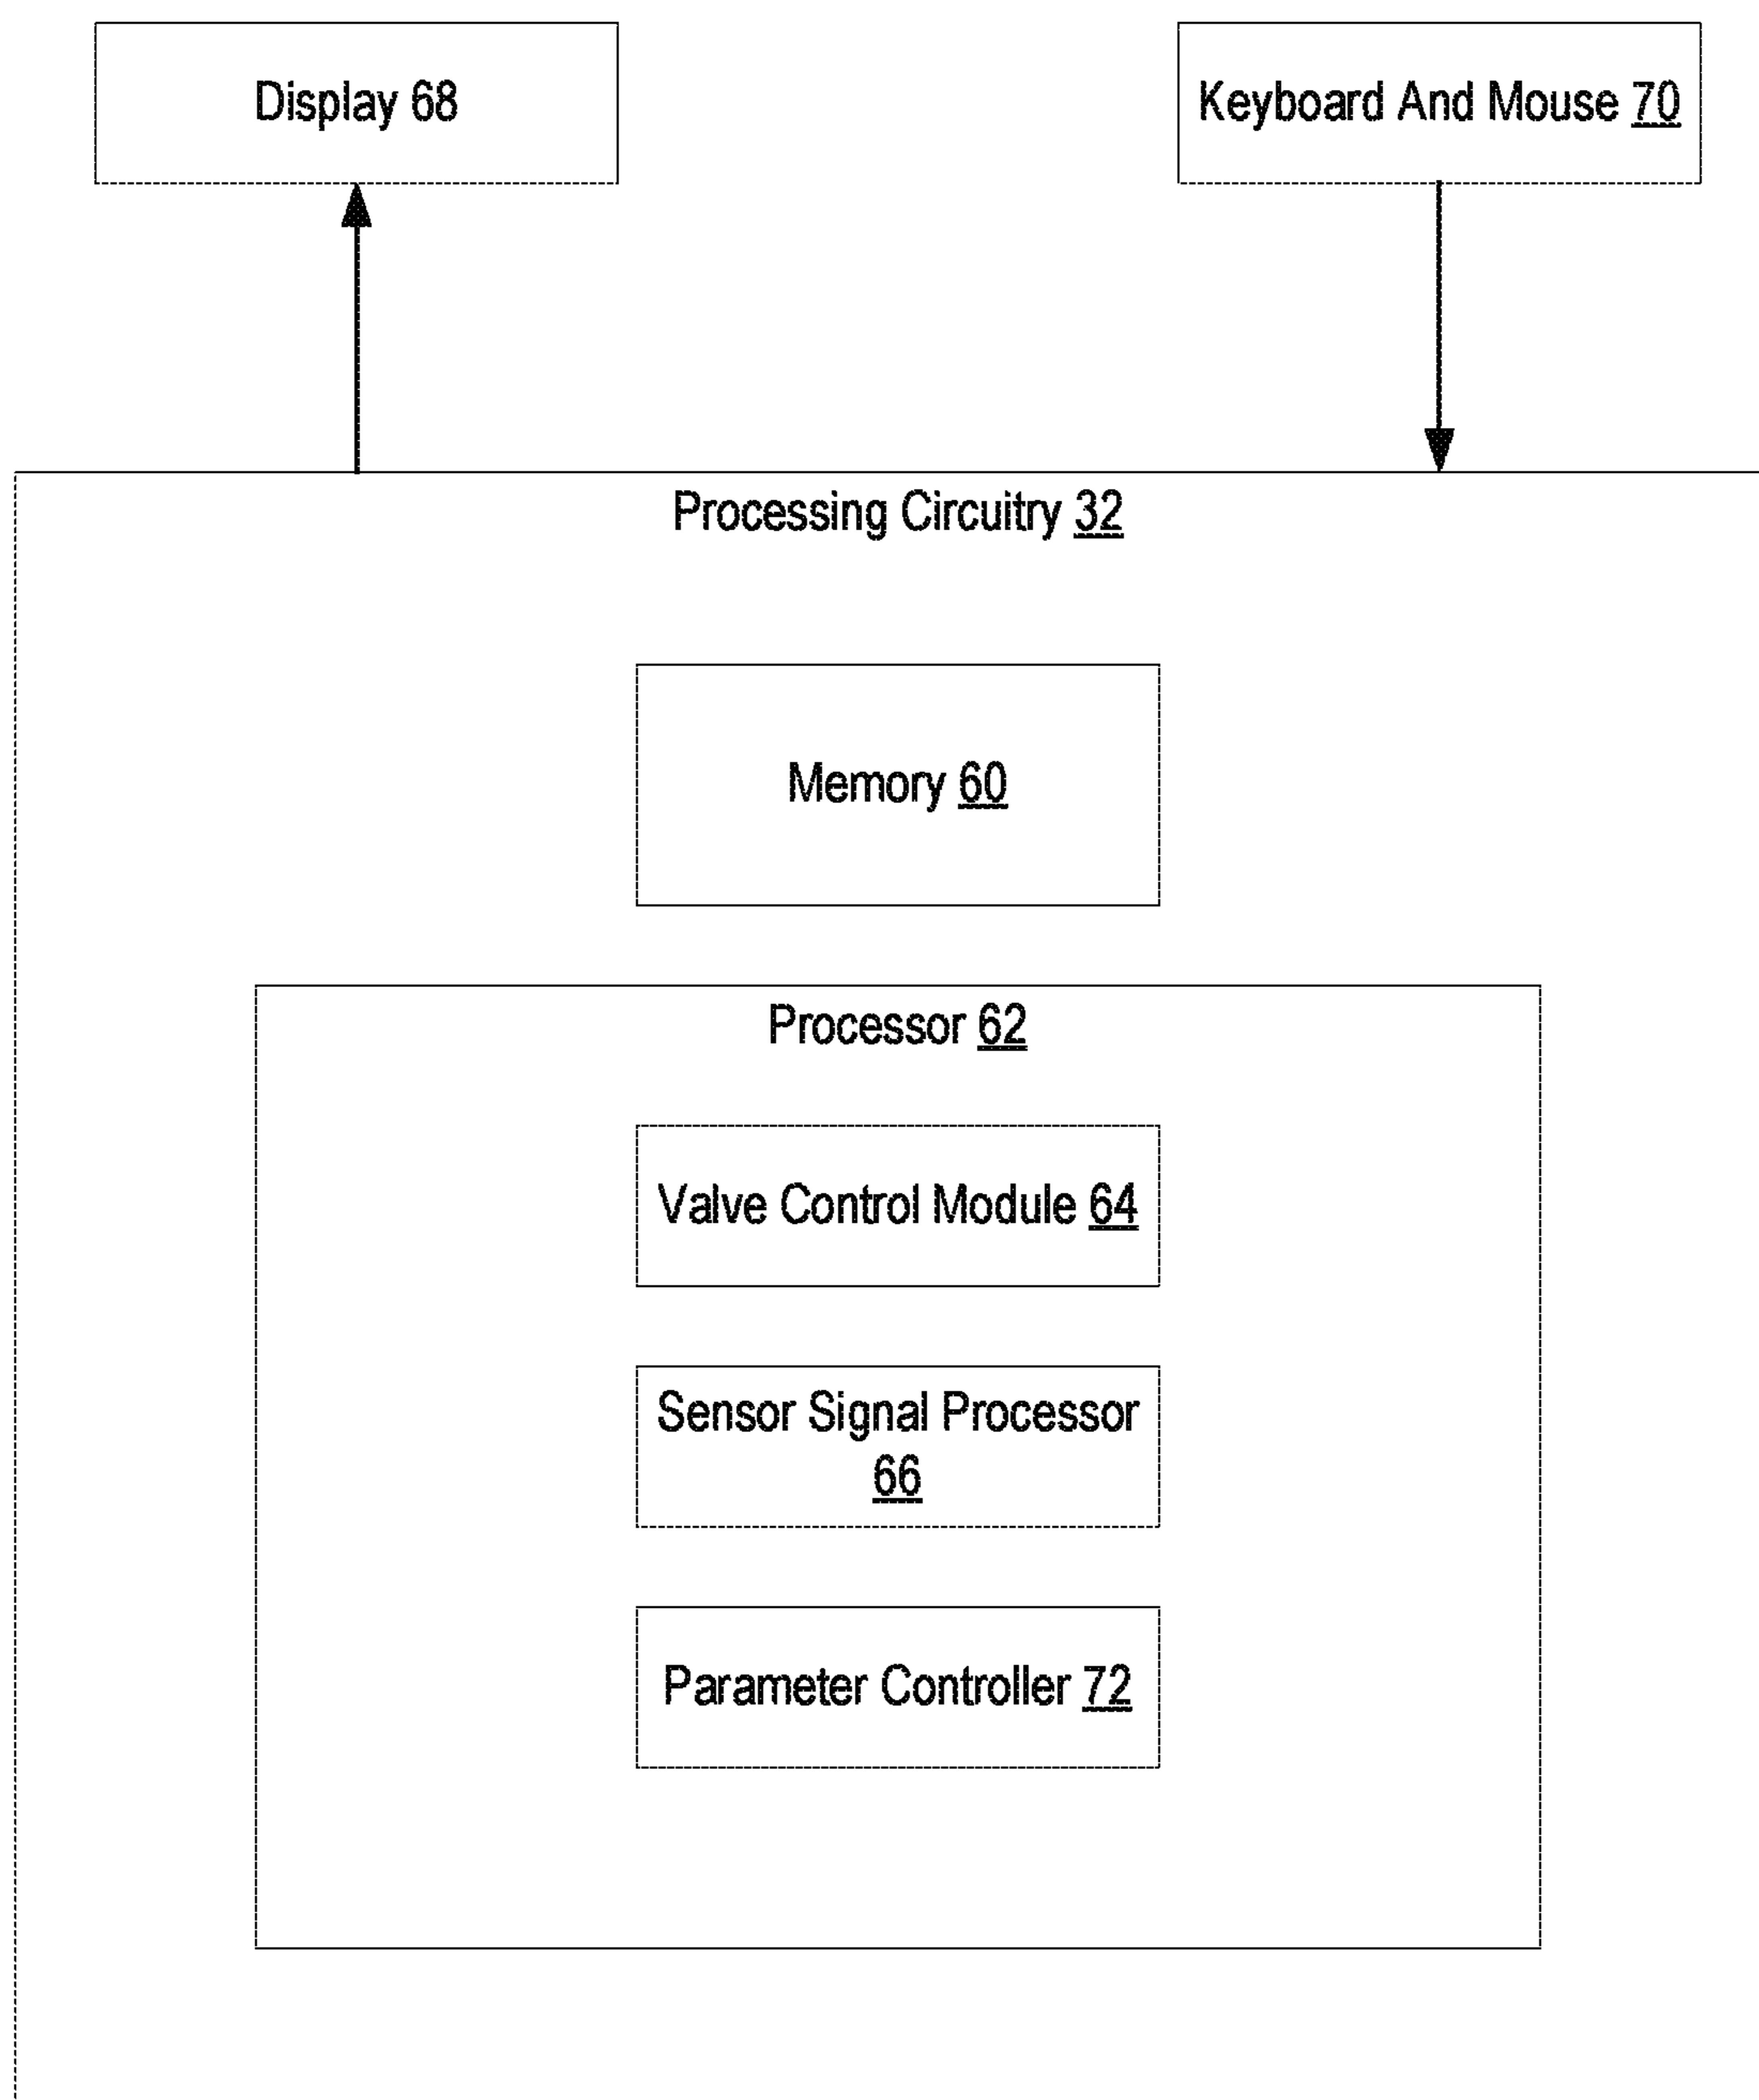 Display 68
Keyboard And Mouse 70
Processing Circuitry 32
Memory 60
Processor 62
Valve Control Module 64
Sensor Signal Processor
66
Parameter Controller 72